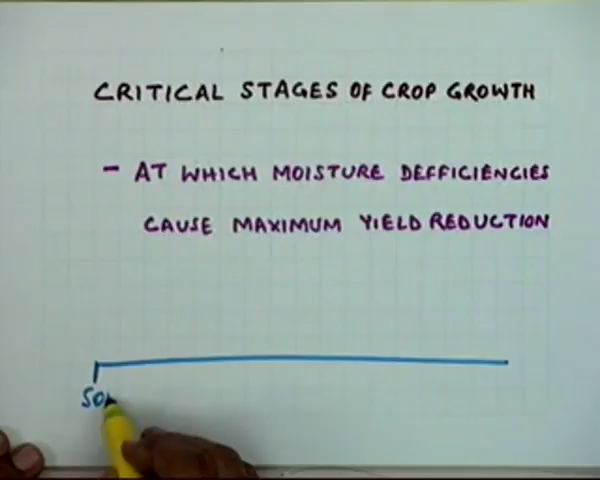 CRITICAL STAGES OF CROP GROWTH
- AT WHICH MOISTURE DEFFICIENCIES
CAUSE MAXIMUM YIELD REDUCTION